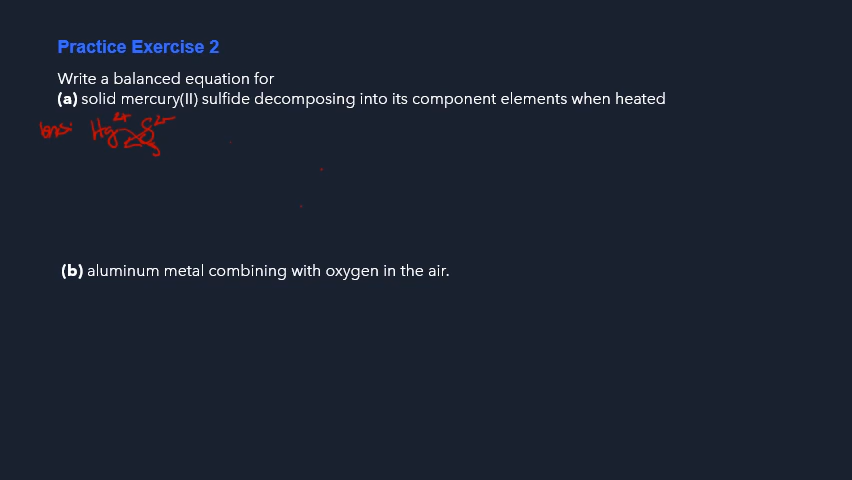 Practice Exercise 2
Write a balanced equation for
(a) solid mercury(II) sulfide decomposing into its component elements when heated
Ions: Hg²⁺ S²⁻
(b) aluminum metal combining with oxygen in the air.